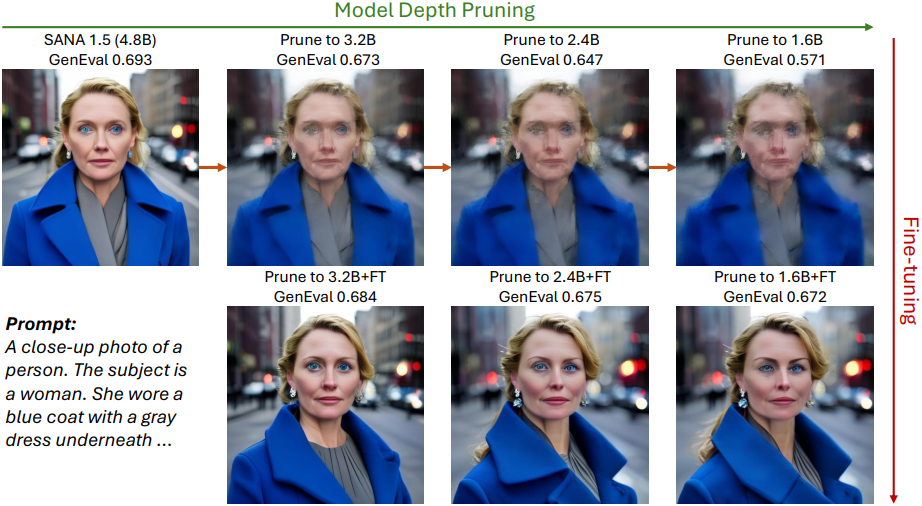 Model Depth Pruning
SANA 1.5 (4.8B)
GenEval 0.693
Prune to 3.2B
GenEval 0.673
Prune to 2.4B
GenEval 0.647
Prune to 1.6B
GenEval 0.571
Fine-tuning
Prune to 3.2B+FT
GenEval 0.684
Prune to 2.4B+FT
GenEval 0.675
Prune to 1.6B+FT
GenEval 0.672
Prompt:
A close-up photo of a
person. The subject is
a woman. She wore a
blue coat with a gray
dress underneath ...